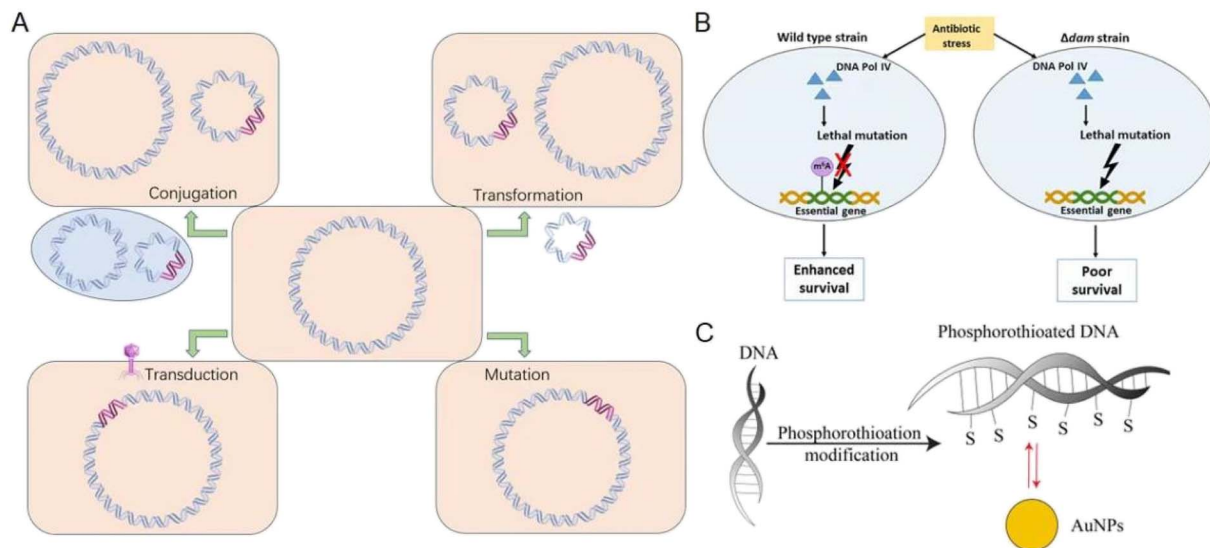 A
Conjugation
Transformation
Transduction
Mutation
B
Antibiotic
stress
Wild type strain
DNA Pol IV
Lethal mutation
m⁶A
Essential gene
Enhanced
survival
Δdam strain
DNA Pol IV
Lethal mutation
Essential gene
Poor
survival
C
DNA
Phosphorothioation
modification
Phosphorothioated DNA
S
S
S
S
S
S
AuNPs